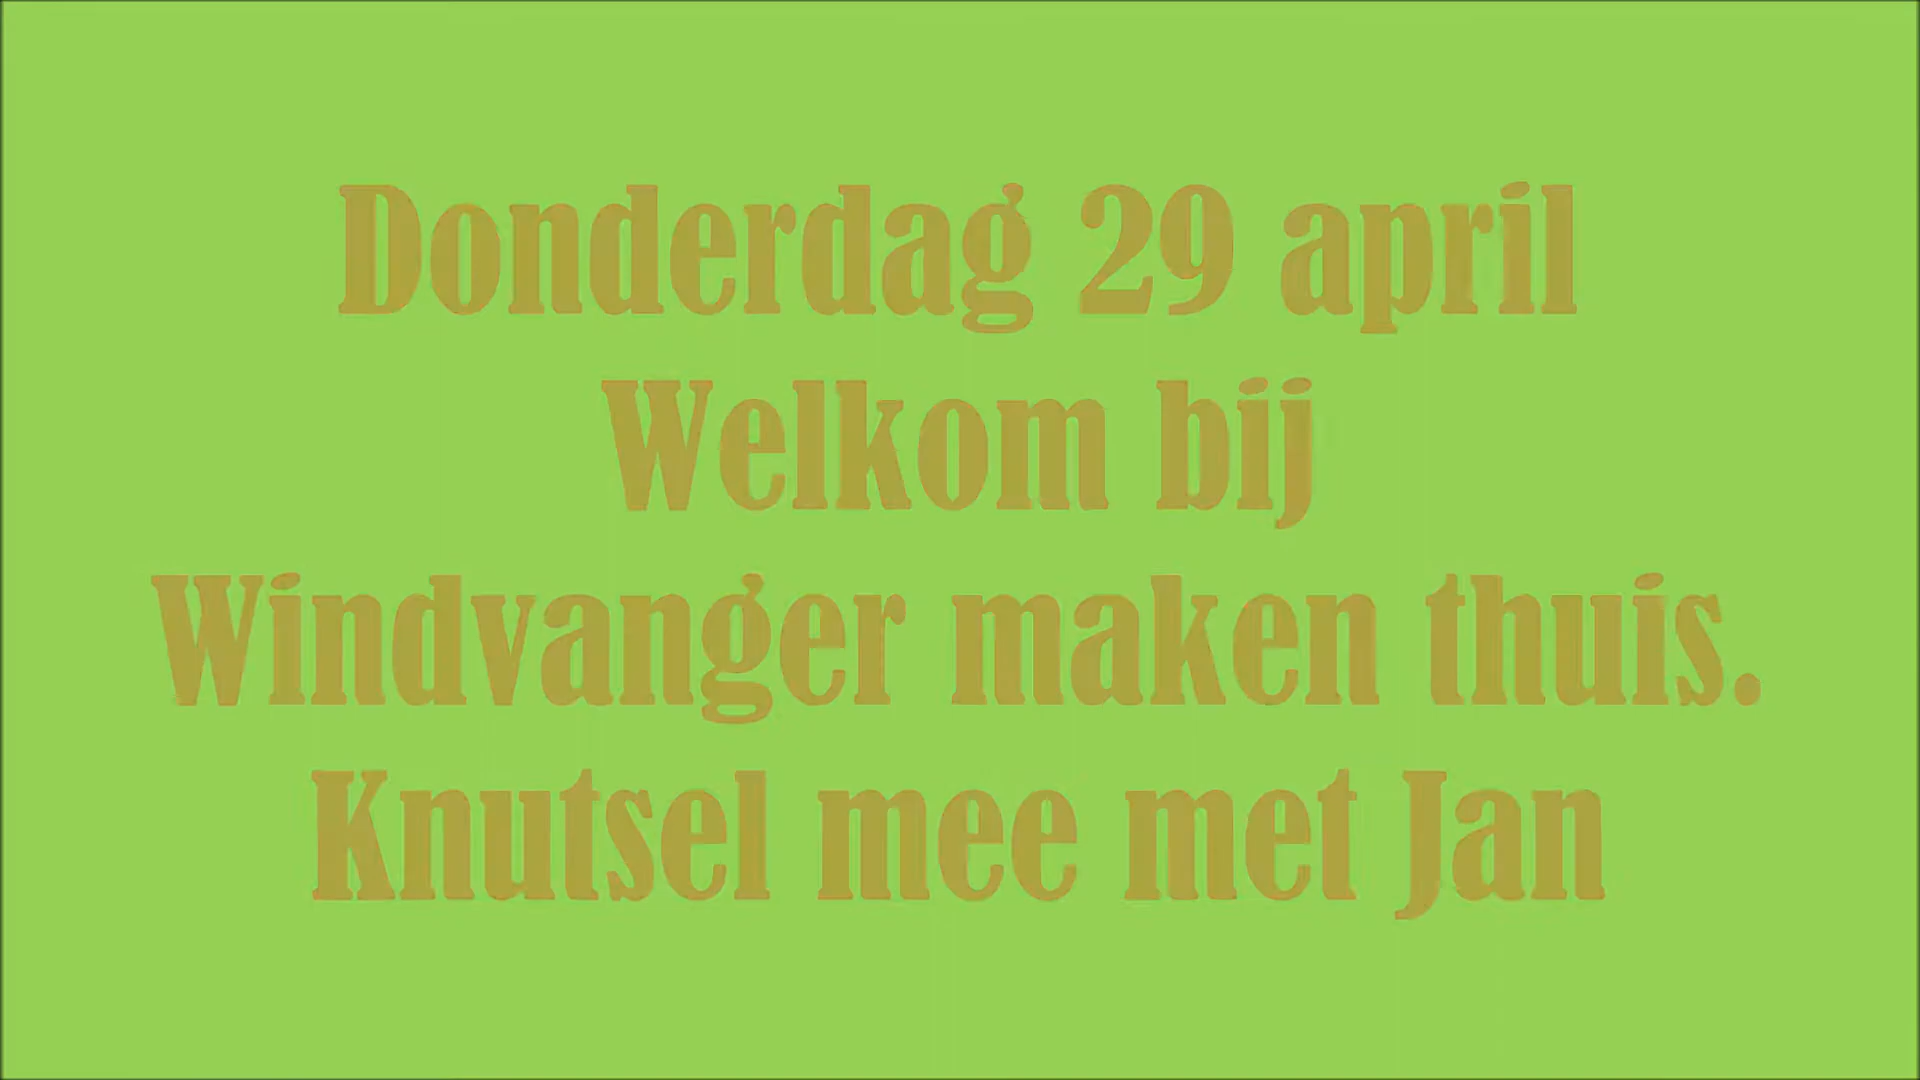 Donderdag 29 april
Welkom bij
Windvanger maken thuis.
Knutsel mee met Jan